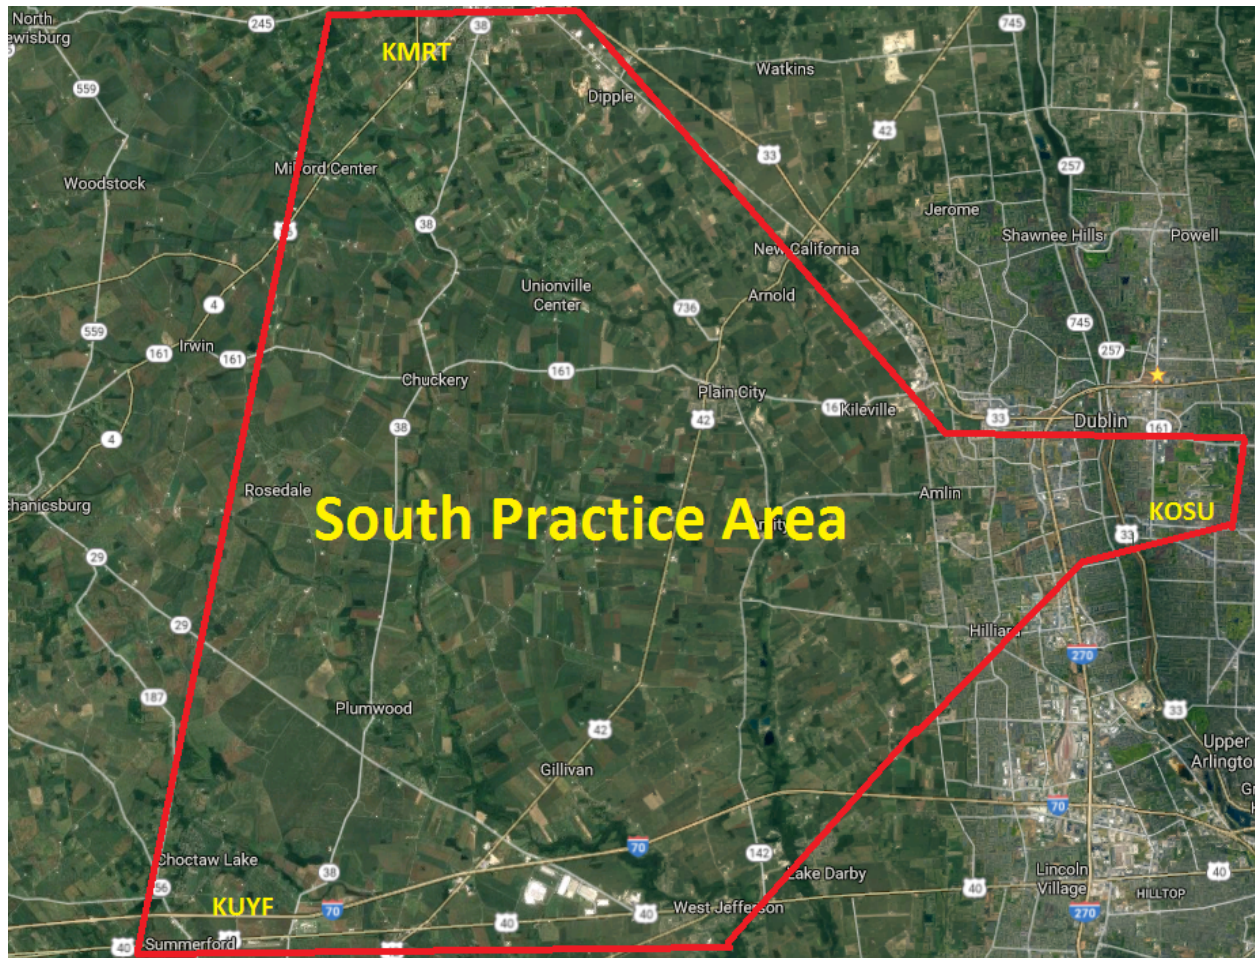 North
ewisburg
245
38
745
KMRT
Watkins
559
Dipple
42
33
257
Milford Center
Woodstock
Jerome
38
Shawnee Hills
Powell
New California
Unionville
Center
Arnold
4
736
745
559
Irwin
161
161
257
161
Chuckery
Plain City
Kileville
42
33
Dublin
161
38
4
Rosedale
Amlin
chanicsburg
KOSU
South Practice Area
33
29
29
Hilliard
270
187
Plumwood
33
42
Upper
Arlington
Gillivan
G
70
70
142
Choctaw Lake
38
Lake Darby
Lincoln
Village
40
40
56
HILLTOP
KUYF
70
40
West Jefferson
270
40
40
Summerford